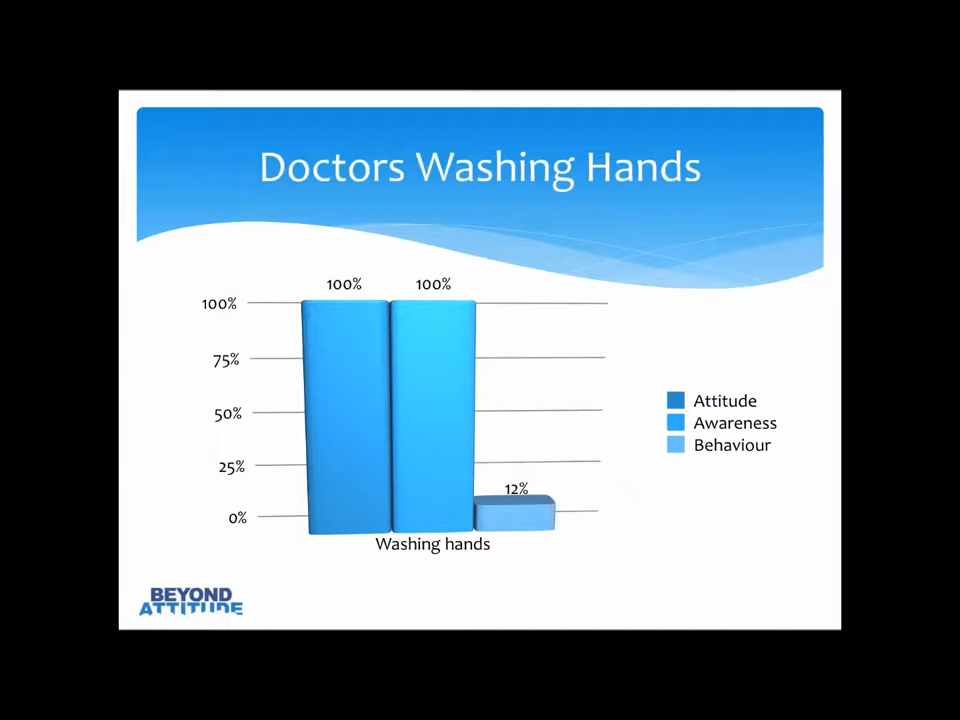 Doctors Washing Hands
100% 100%
100%
75%
50%
25%
12%
0%
Washing hands
Attitude
Awareness
Behaviour
BEYOND
ATTITUDE